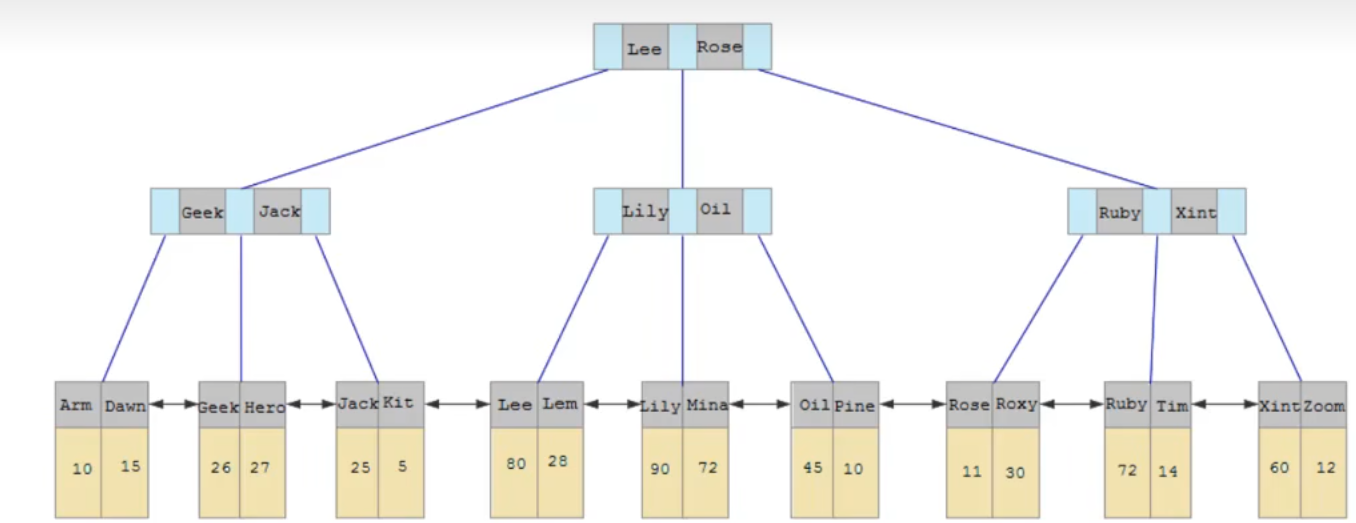 Lee Rose
Geek Jack
Lily Oil
Ruby Xint
Arm Dawn Geek Hero Jack Kit Lee Lem Lily Mina Oil Pine Rose Roxy Ruby Tim Xint Zoom
10 15 26 27 25 5 80 28 90 72 45 10 11 30 72 14 60 12